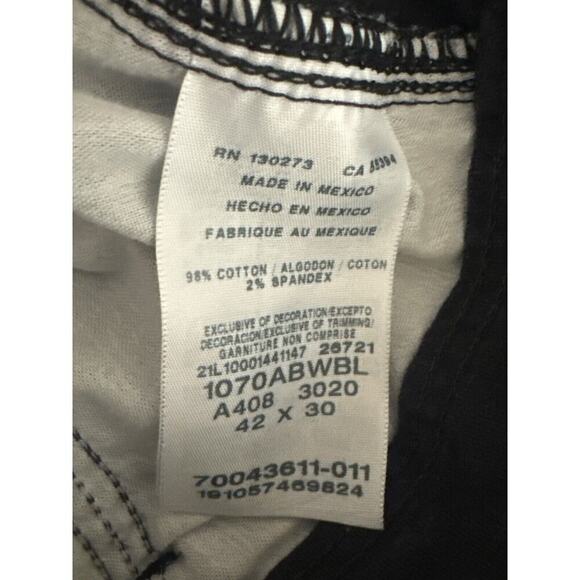 RN 130273 CA 55394
MADE IN MEXICO
HECHO EN MEXICO
FABRIQUE AU MEXIQUE
98% COTTON / ALGODON / COTON
2% SPANDEX
EXCLUSIVE OF DECORATION/EXCEPTO
DECORACION/EXCLUSIVE OF TRIMMING/
GARNITURE NON COMPRISE
21L10001441147 26721
1070ABWBL
A408 3020
42 X 30
70043611-011
191057469824